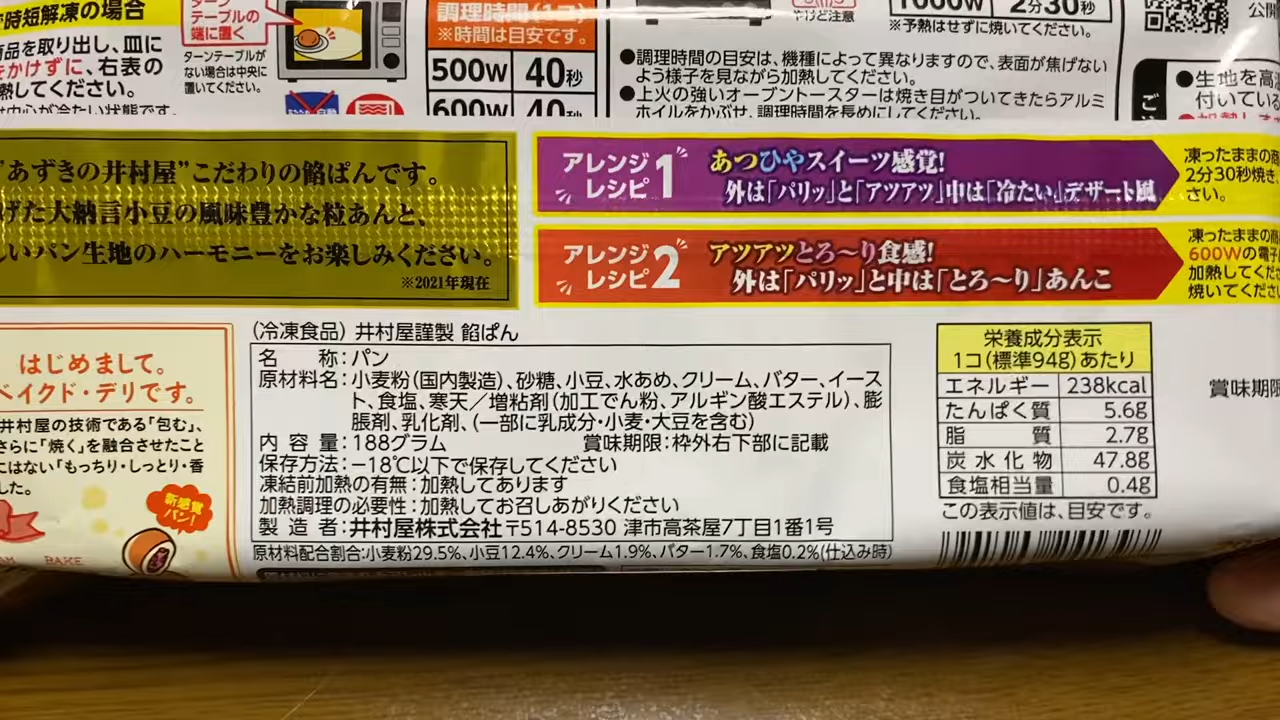 で時短解凍の場合
商品を取り出し、皿に
をかけずに、右表の
熱してください。
は中心が冷たい状態です。
ターン
テーブルの
端に置く
ターンテーブルが
ない場合は中央に
置いてください。
調理時間(1コ)
※時間は目安です。
500W 40秒
600W 40秒
やけど注意
1000W 2分30秒
※予熱はせずに焼いてください。
●調理時間の目安は、機種によって異なりますので、表面が焦げない
よう様子を見ながら加熱してください。
●上火の強いオーブントースターは焼き目がついてきたらアルミ
ホイルをかぶせ、調理時間を長めにしてください。
公開
ご
●生地を高
付いている
"あずきの井村屋"こだわりの餡ぱんです。
げた大納言小豆の風味豊かな粒あんと、
しいパン生地のハーモニーをお楽しみください。
※2021年現在
アレンジ
レシピ1
あつひやスイーツ感覚!
外は「パリッ」と「アツアツ」中は「冷たい」デザート風
凍ったままの商
2分30秒焼き、
さい。
アレンジ
レシピ2
アツアツとろ〜り食感!
外は「パリッ」と中は「とろ〜り」あんこ
凍ったままの商
600Wの電子
加熱してくださ
焼いてくださ
はじめまして。
ベイクド・デリです。
井村屋の技術である「包む」、
さらに「焼く」を融合させたこと
にはない「もっちり・しっとり・香
した。
新感覚
パン!
BAKE
(冷凍食品) 井村屋謹製 餡ぱん
名 称:パン
原材料名:小麦粉(国内製造)、砂糖、小豆、水あめ、クリーム、バター、イース
ト、食塩、寒天/増粘剤(加工でん粉、アルギン酸エステル)、膨
脹剤、乳化剤、(一部に乳成分・小麦・大豆を含む)
内容量:188グラム 賞味期限:枠外右下部に記載
保存方法:−18℃以下で保存してください
凍結前加熱の有無:加熱してあります
加熱調理の必要性:加熱してお召しあがりください
製造者:井村屋株式会社 〒514-8530 津市高茶屋7丁目1番1号
原材料配合割合:小麦粉29.5%、小豆12.4%、クリーム1.9%、バター1.7%、食塩0.2%(仕込み時)
栄養成分表示
1コ(標準94g)あたり
エネルギー 238kcal
たんぱく質 5.6g
脂質 2.7g
炭水化物 47.8g
食塩相当量 0.4g
この表示値は、目安です。
賞味期限